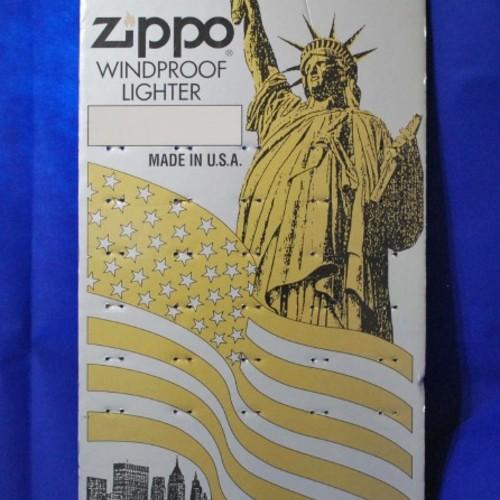 zippo®
WINDPROOF
LIGHTER
MADE IN U.S.A.